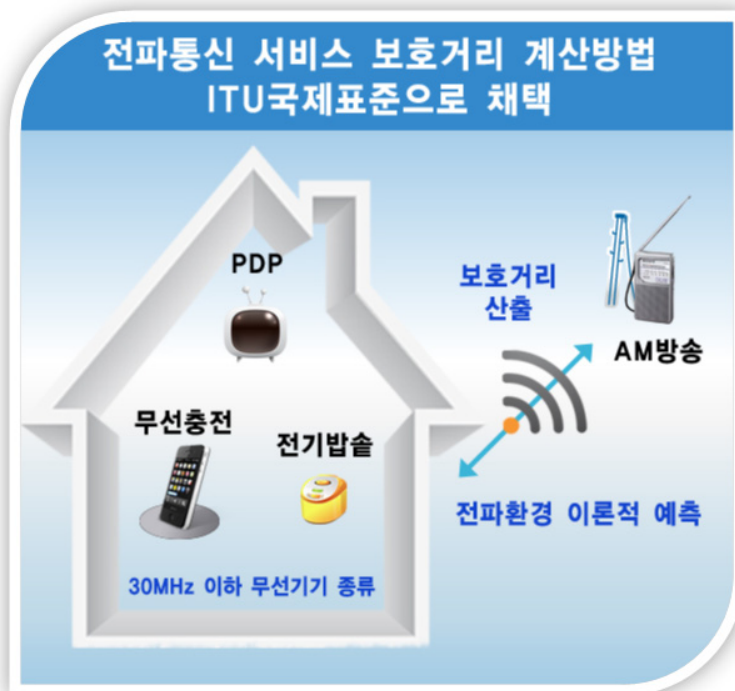 전파통신 서비스 보호거리 계산방법
ITU국제표준으로 채택
PDP
보호거리
산출
AM방송
무선충전
전기밥솥
전파환경 이론적 예측
30MHz 이하 무선기기 종류